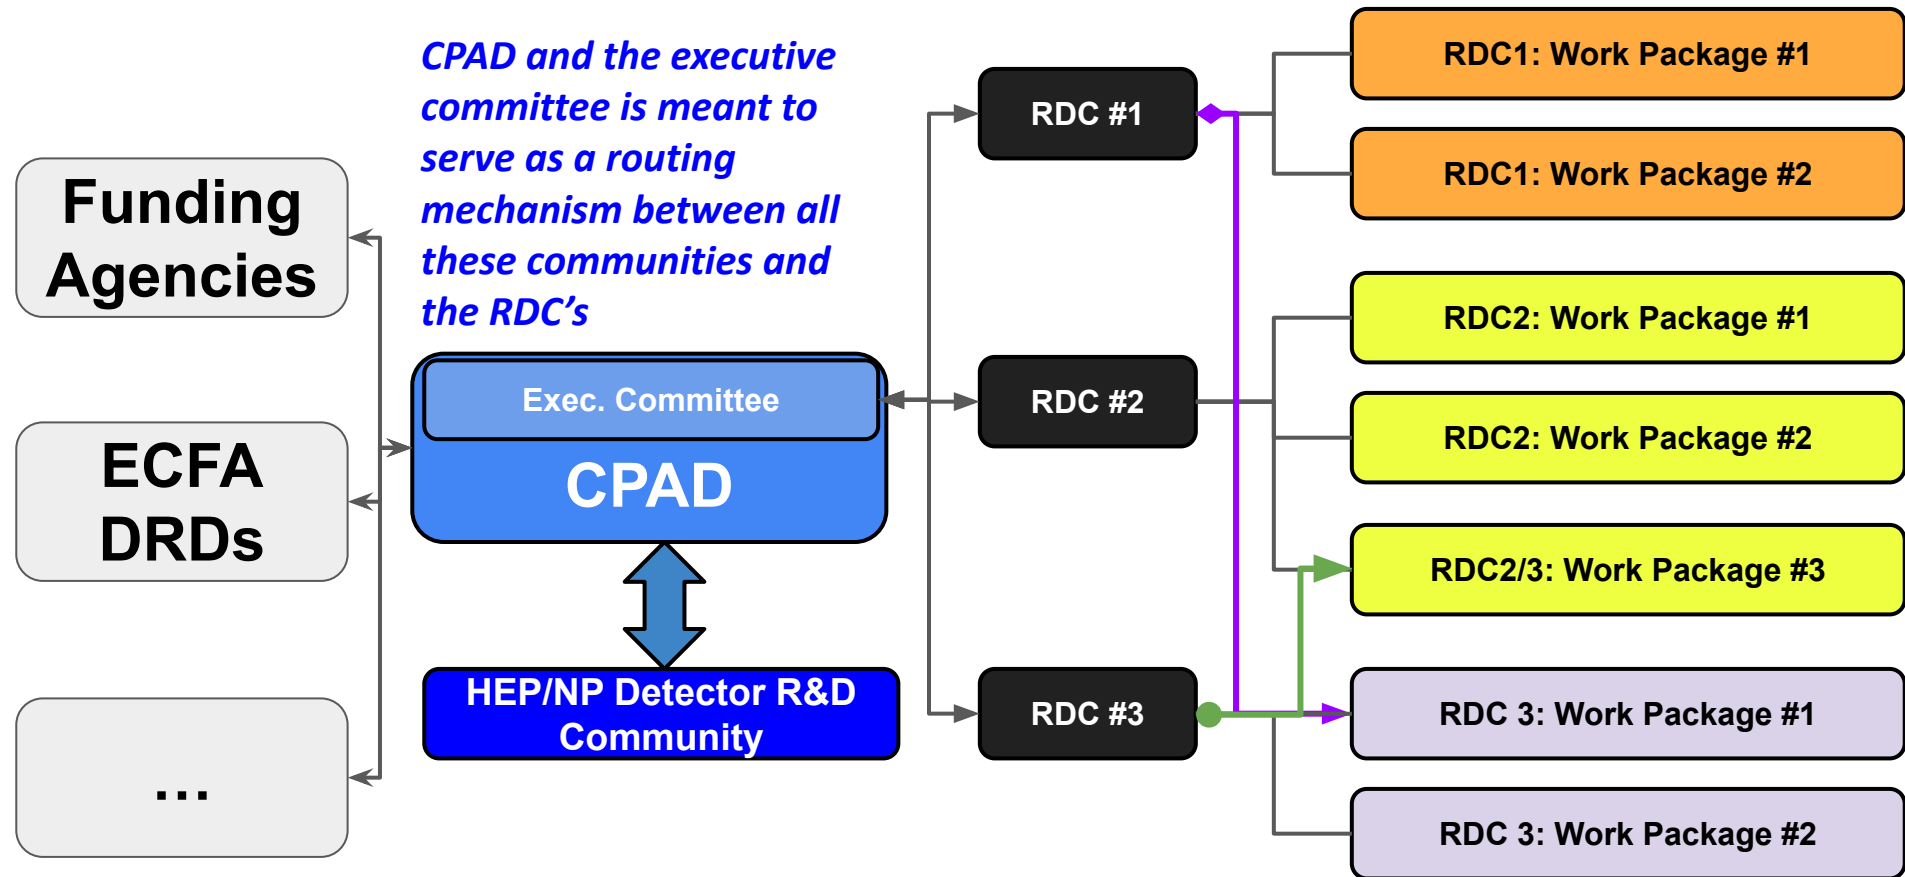 Funding
Agencies
ECFA
DRDs
…
CPAD and the executive
committee is meant to
serve as a routing
mechanism between all
these communities and
the RDC’s
Exec. Committee
CPAD
HEP/NP Detector R&D
Community
RDC #1
RDC #2
RDC #3
RDC1: Work Package #1
RDC1: Work Package #2
RDC2: Work Package #1
RDC2: Work Package #2
RDC2/3: Work Package #3
RDC 3: Work Package #1
RDC 3: Work Package #2